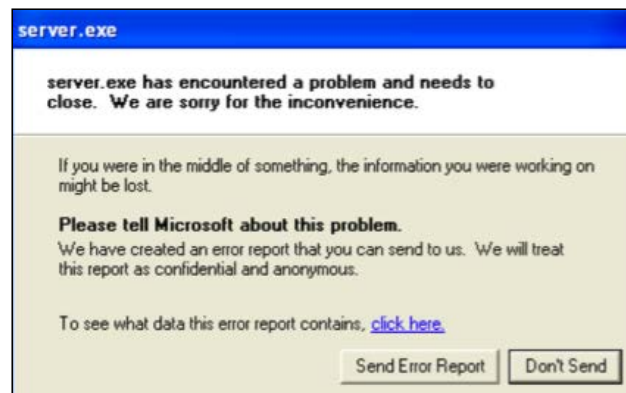 server.exe
server.exe has encountered a problem and needs to
close.  We are sorry for the inconvenience.
If you were in the middle of something, the information you were working on
might be lost.
Please tell Microsoft about this problem.
We have created an error report that you can send to us.  We will treat
this report as confidential and anonymous.
To see what data this error report contains, click here.
Send Error Report Don't Send